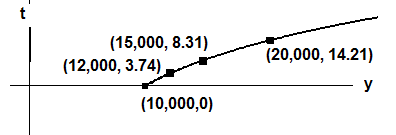 t
(15,000, 8.31)
(12,000, 3.74)
(20,000, 14.21)
y
(10,000,0)